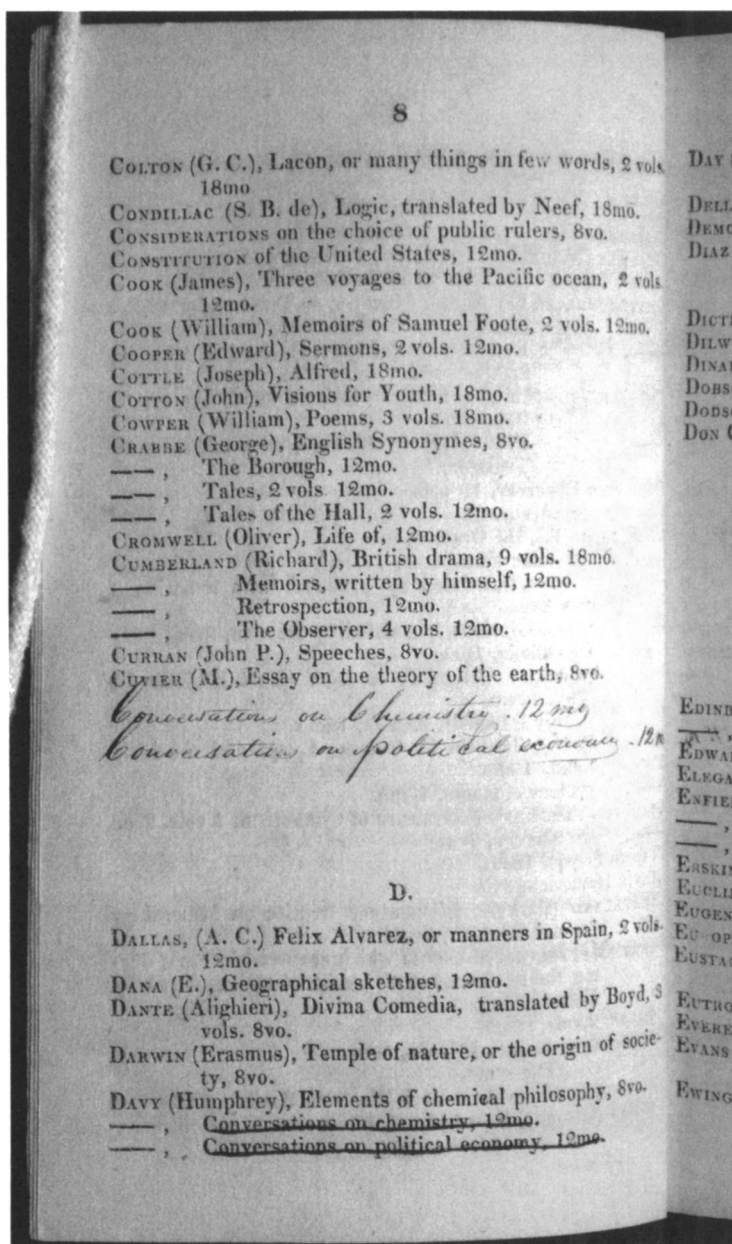 8
COLTON (G. C.), Lacon, or many things in few words, 2 vols.
18mo
CONDILLAC (S. B. de), Logic, translated by Neef, 18mo.
CONSIDERATIONS on the choice of public rulers, 8vo.
CONSTITUTION of the United States, 12mo.
COOK (James), Three voyages to the Pacific ocean, 2 vols
12mo.
COOK (William), Memoirs of Samuel Foote, 2 vols. 12mo.
COOPER (Edward), Sermons, 2 vols. 12mo.
COTTLE (Joseph), Alfred, 18mo.
COTTON (John), Visions for Youth, 18mo.
COWPER (William), Poems, 3 vols. 18mo.
CRABBE (George), English Synonymes, 8vo.
——, The Borough, 12mo.
——, Tales, 2 vols 12mo.
——, Tales of the Hall, 2 vols. 12mo.
CROMWELL (Oliver), Life of, 12mo.
CUMBERLAND (Richard), British drama, 9 vols. 18mo.
——, Memoirs, written by himself, 12mo.
——, Retrospection, 12mo.
——, The Observer, 4 vols. 12mo.
CURRAN (John P.), Speeches, 8vo.
CUVIER (M.), Essay on the theory of the earth, 8vo.
Conversations on Chemistry. 12mo
Conversations on political economy. 12m
D.
DALLAS, (A. C.) Felix Alvarez, or manners in Spain, 2 vols.
12mo.
DANA (E.), Geographical sketches, 12mo.
DANTE (Alighieri), Divina Comedia, translated by Boyd, 3
vols. 8vo.
DARWIN (Erasmus), Temple of nature, or the origin of socie-
ty, 8vo.
DAVY (Humphrey), Elements of chemical philosophy, 8vo.
——, Conversations on chemistry, 12mo.
——, Conversations on political economy, 12mo.
DAY
DELL
DEMO
DIAZ
DICTI
DILW
DINA
DOBS
DODS
DON
EDINB
EDWA
ELEGA
ENFIE
——,
——,
ERSKIN
EUCLI
EUGEN
EUSTA
EUTRO
EVERE
EVANS
EWING